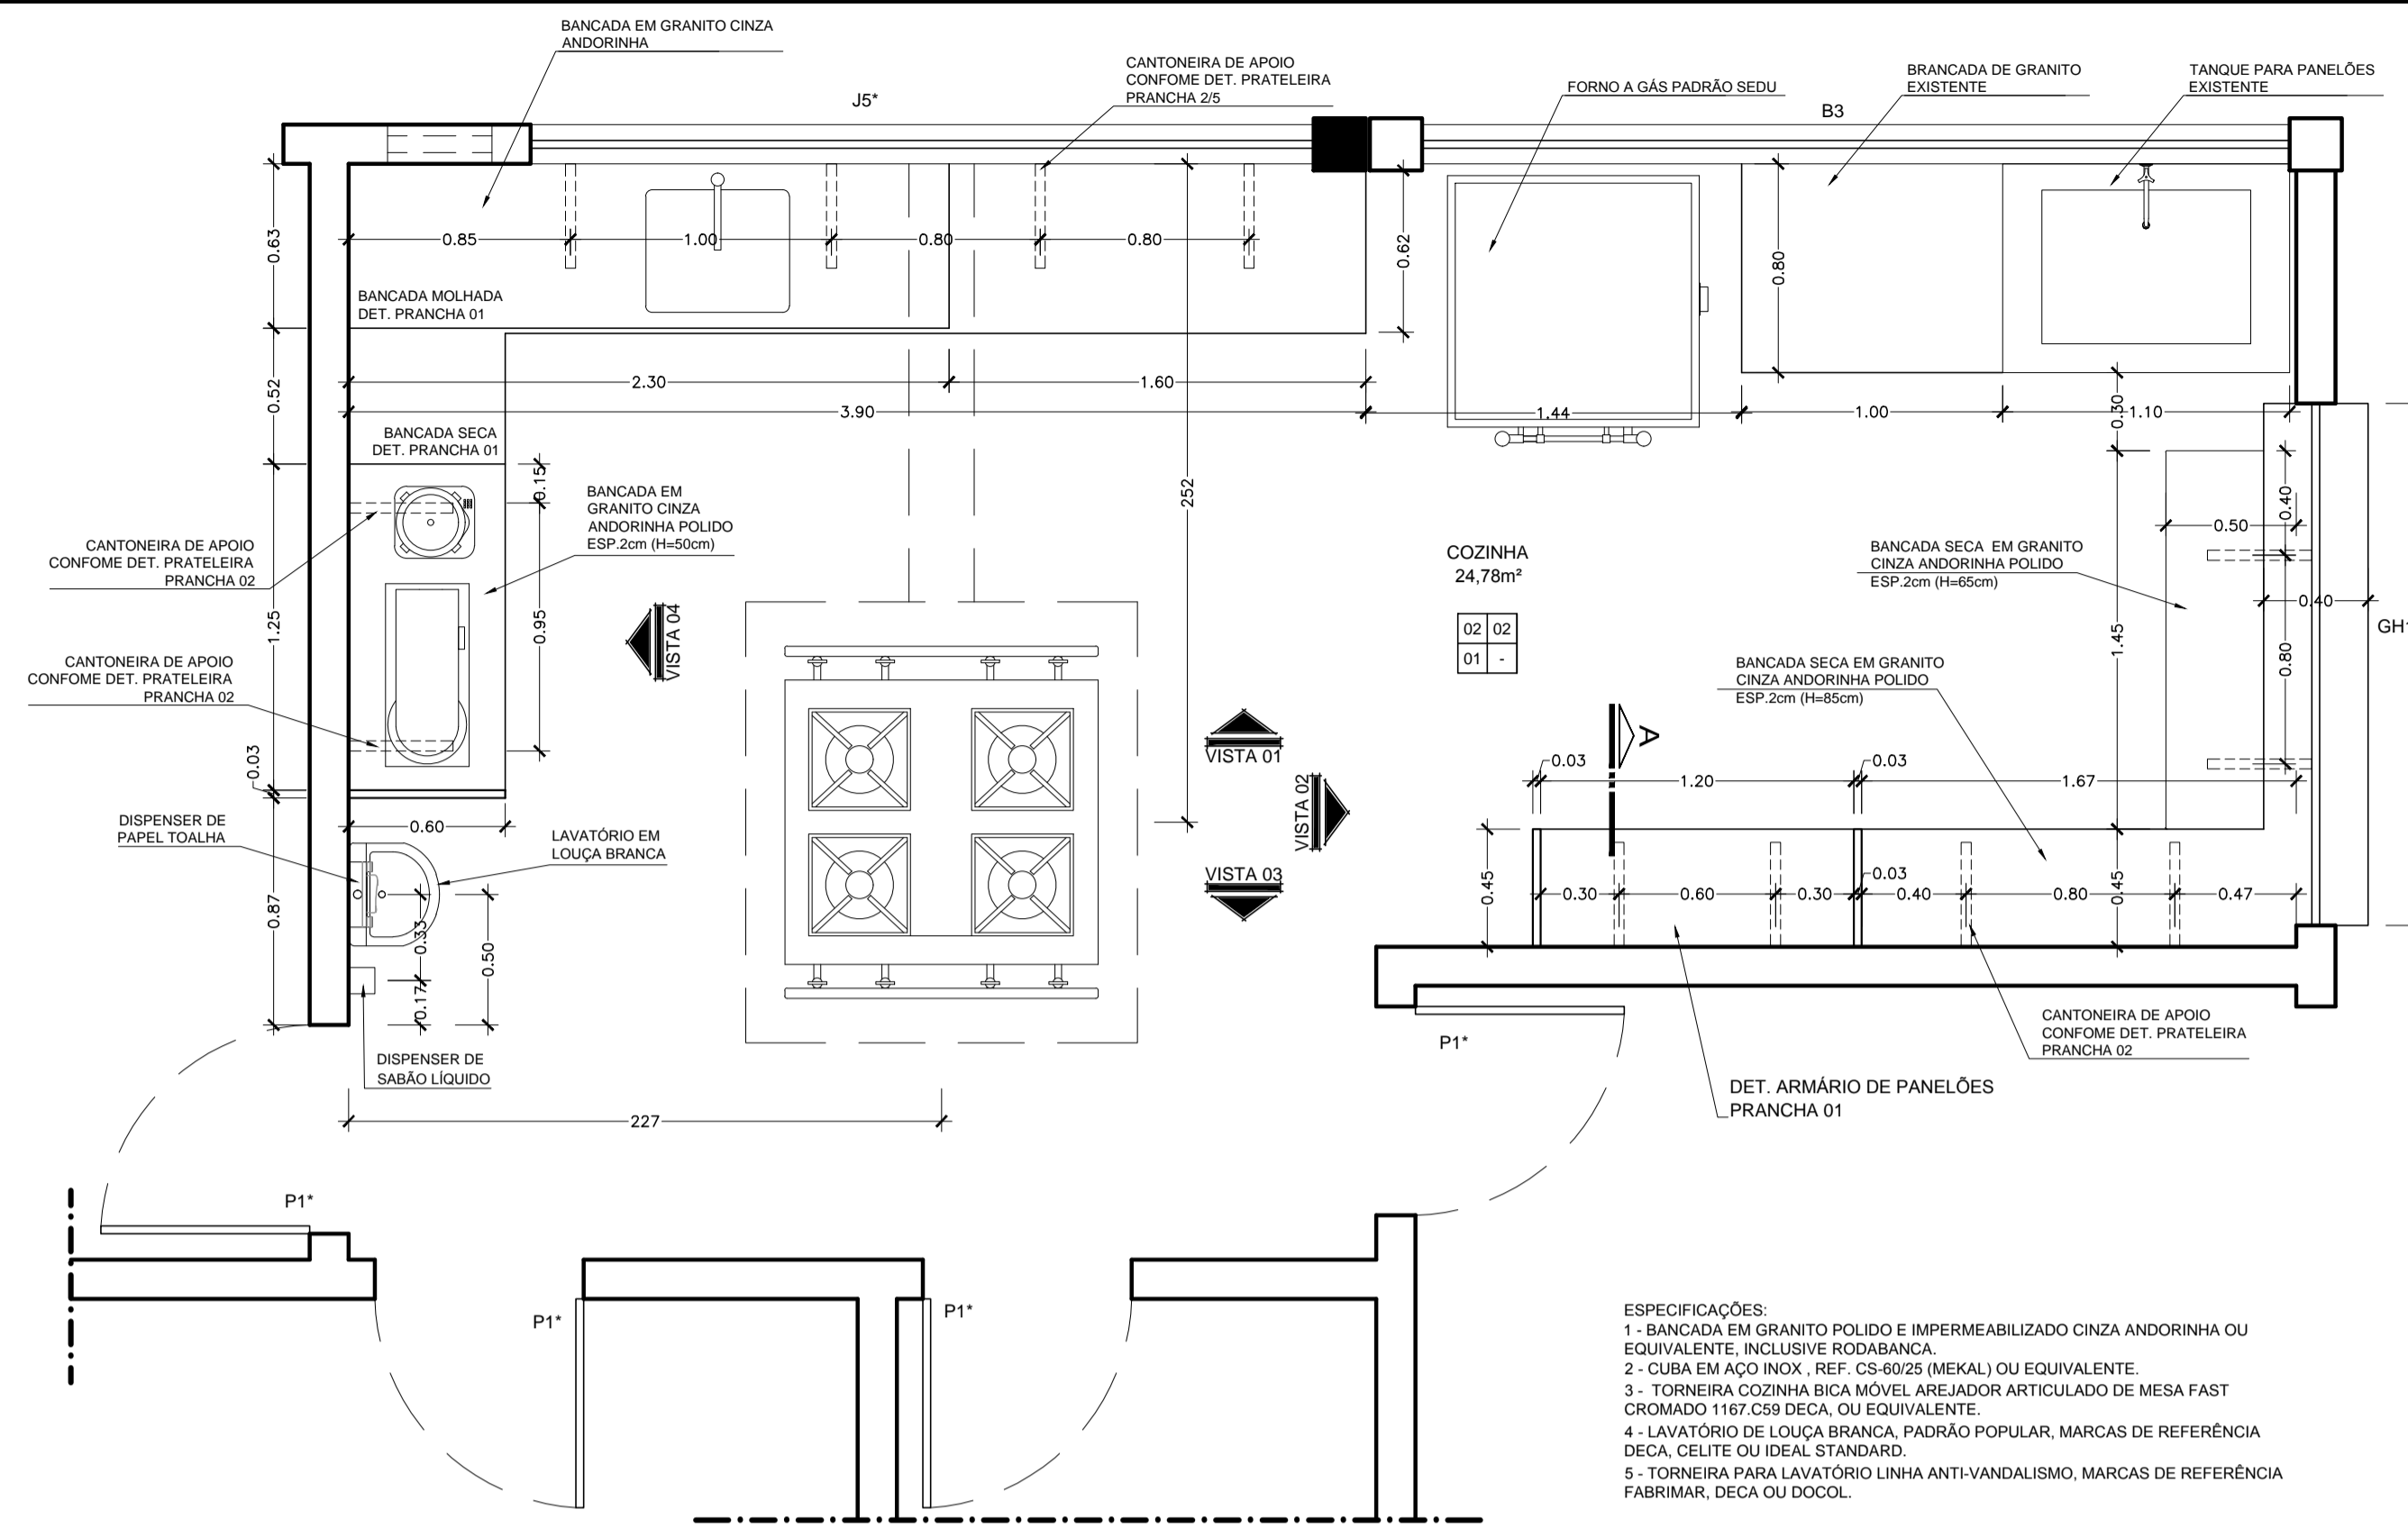 BANCADA EM GRANITO CINZA
ANDORINHA
CANTONEIRA DE APOIO
CONFOME DET. PRATELEIRA
PRANCHA 2/5
J5*
FORNO A GÁS PADRÃO SEDU
BRANCADA DE GRANITO
EXISTENTE
TANQUE PARA PANELÕES
EXISTENTE
B3
0.63
0.85
1.00
0.80
0.80
0.62
0.80
BANCADA MOLHADA
DET. PRANCHA 01
0.52
2.30
1.60
3.90
1.44
1.00
1.10
0.30
BANCADA SECA
DET. PRANCHA 01
0.15
BANCADA EM
GRANITO CINZA
ANDORINHA POLIDO
ESP.2cm (H=50cm)
252
0.40
0.50
CANTONEIRA DE APOIO
CONFOME DET. PRATELEIRA
PRANCHA 02
COZINHA
24,78m²
02 02
01 -
BANCADA SECA EM GRANITO
CINZA ANDORINHA POLIDO
ESP.2cm (H=65cm)
0.40
GH1
1.25
0.95
VISTA 04
1.45
0.80
CANTONEIRA DE APOIO
CONFOME DET. PRATELEIRA
PRANCHA 02
BANCADA SECA EM GRANITO
CINZA ANDORINHA POLIDO
ESP.2cm (H=85cm)
0.03
VISTA 01
A
0.03
1.20
0.03
1.67
VISTA 02
DISPENSER DE
PAPEL TOALHA
0.60
LAVATÓRIO EM
LOUÇA BRANCA
VISTA 03
0.87
0.33
0.50
0.17
0.45
0.30
0.60
0.30
0.03
0.40
0.80
0.45
0.47
DISPENSER DE
SABÃO LÍQUIDO
227
P1*
CANTONEIRA DE APOIO
CONFOME DET. PRATELEIRA
PRANCHA 02
DET. ARMÁRIO DE PANELÕES
PRANCHA 01
P1*
P1*
P1*
ESPECIFICAÇÕES:
1 - BANCADA EM GRANITO POLIDO E IMPERMEABILIZADO CINZA ANDORINHA OU
EQUIVALENTE, INCLUSIVE RODABANCA.
2 - CUBA EM AÇO INOX , REF. CS-60/25 (MEKAL) OU EQUIVALENTE.
3 - TORNEIRA COZINHA BICA MÓVEL AREJADOR ARTICULADO DE MESA FAST
CROMADO 1167.C59 DECA, OU EQUIVALENTE.
4 - LAVATÓRIO DE LOUÇA BRANCA, PADRÃO POPULAR, MARCAS DE REFERÊNCIA
DECA, CELITE OU IDEAL STANDARD.
5 - TORNEIRA PARA LAVATÓRIO LINHA ANTI-VANDALISMO, MARCAS DE REFERÊNCIA
FABRIMAR, DECA OU DOCOL.